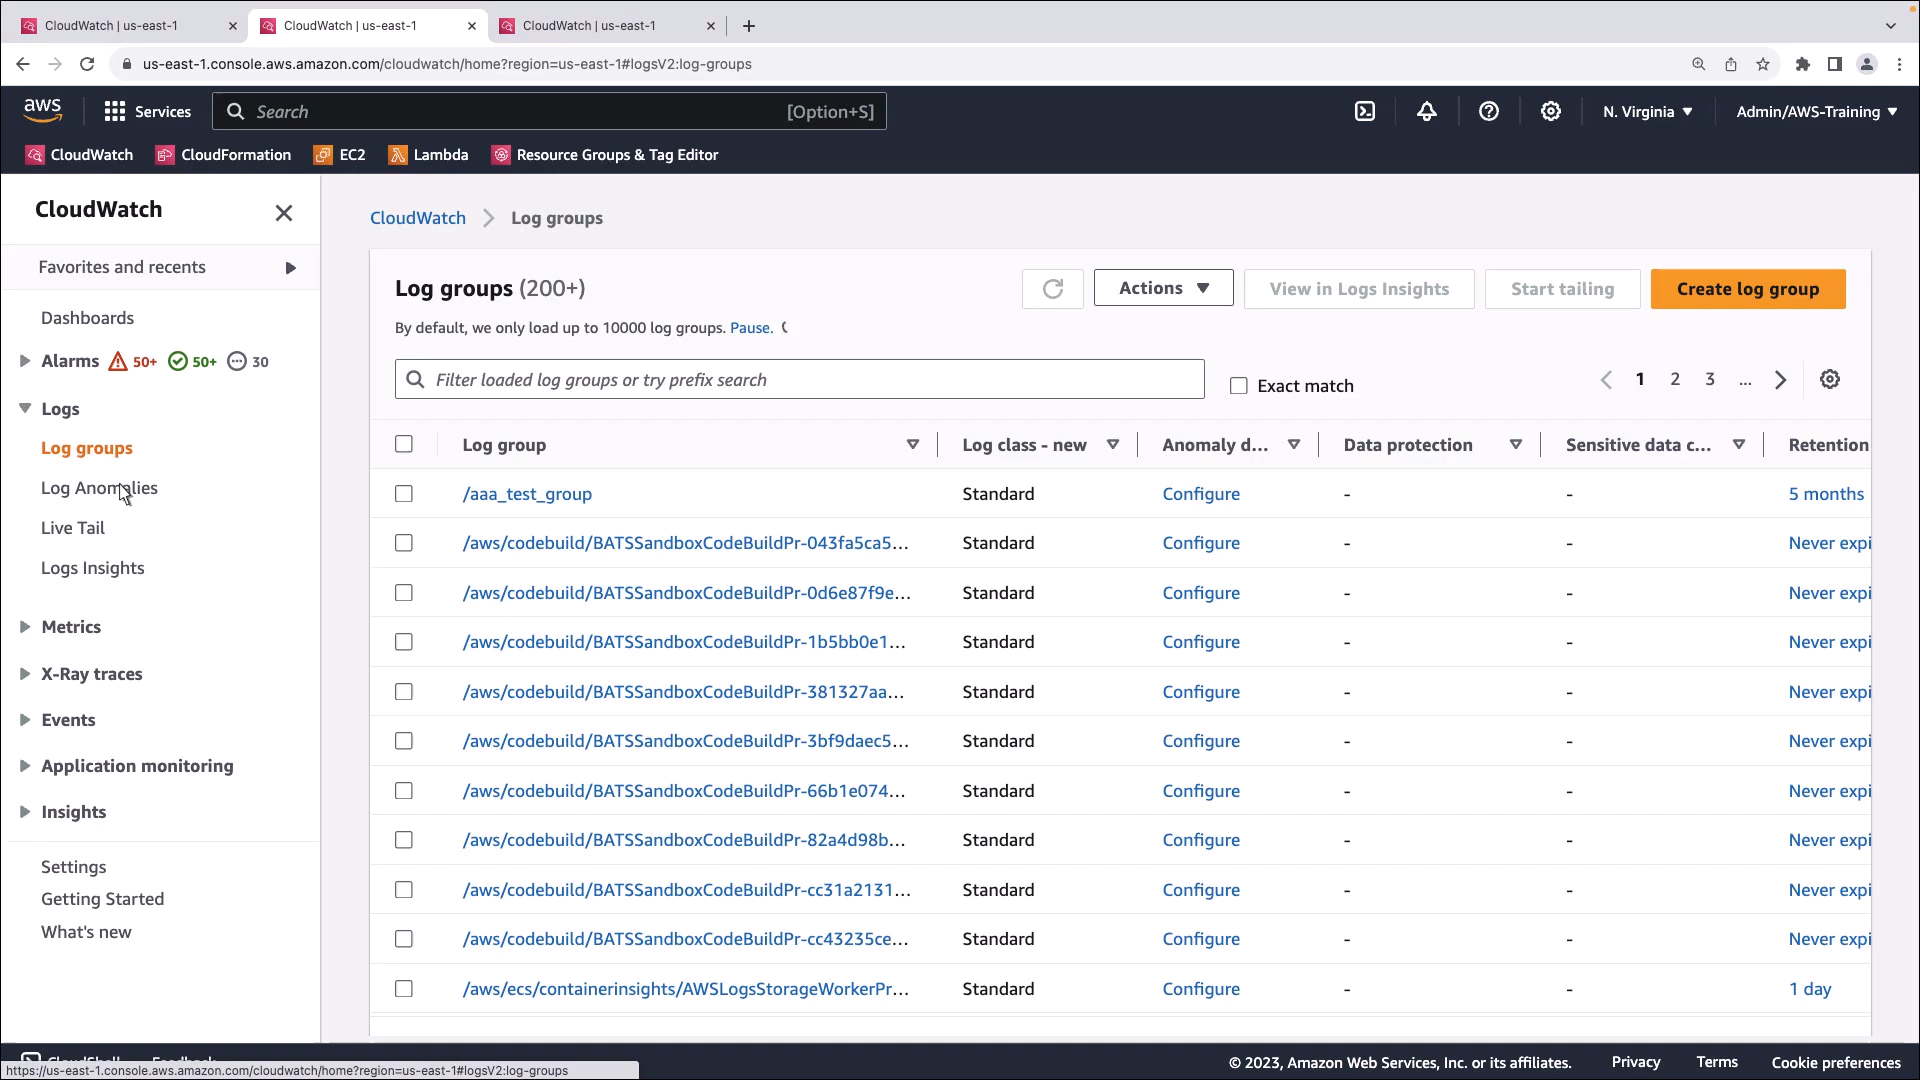 CloudWatch | us-east-1
CloudWatch | us-east-1
CloudWatch | us-east-1
us-east-1.console.aws.amazon.com/cloudwatch/home?region=us-east-1#logsV2:log-groups
aws
Services
Search
[Option+S]
N. Virginia
Admin/AWS-Training
CloudWatch
CloudFormation
EC2
Lambda
Resource Groups & Tag Editor
CloudWatch
Favorites and recents
Dashboards
Alarms 50+ 50+ 30
Logs
Log groups
Log Anomalies
Live Tail
Logs Insights
Metrics
X-Ray traces
Events
Application monitoring
Insights
Settings
Getting Started
What's new
CloudWatch Log groups
Log groups (200+)
Actions
View in Logs Insights
Start tailing
Create log group
By default, we only load up to 10000 log groups. Pause.
Filter loaded log groups or try prefix search
Exact match
1 2 3 ...
Log group Log class - new Anomaly d... Data protection Sensitive data c... Retention
/aaa_test_group Standard Configure - - 5 months
/aws/codebuild/BATSSandboxCodeBuildPr-043fa5ca5... Standard Configure - - Never expi
/aws/codebuild/BATSSandboxCodeBuildPr-0d6e87f9e... Standard Configure - - Never expi
/aws/codebuild/BATSSandboxCodeBuildPr-1b5bb0e1... Standard Configure - - Never expi
/aws/codebuild/BATSSandboxCodeBuildPr-381327aa... Standard Configure - - Never expi
/aws/codebuild/BATSSandboxCodeBuildPr-3bf9daec5... Standard Configure - - Never expi
/aws/codebuild/BATSSandboxCodeBuildPr-66b1e074... Standard Configure - - Never expi
/aws/codebuild/BATSSandboxCodeBuildPr-82a4d98b... Standard Configure - - Never expi
/aws/codebuild/BATSSandboxCodeBuildPr-cc31a2131... Standard Configure - - Never expi
/aws/codebuild/BATSSandboxCodeBuildPr-cc43235ce... Standard Configure - - Never expi
/aws/ecs/containerinsights/AWSLogsStorageWorkerPr... Standard Configure - - 1 day
CloudShell Feedback
© 2023, Amazon Web Services, Inc. or its affiliates.
Privacy
Terms
Cookie preferences
https://us-east-1.console.aws.amazon.com/cloudwatch/home?region=us-east-1#logsV2:log-groups